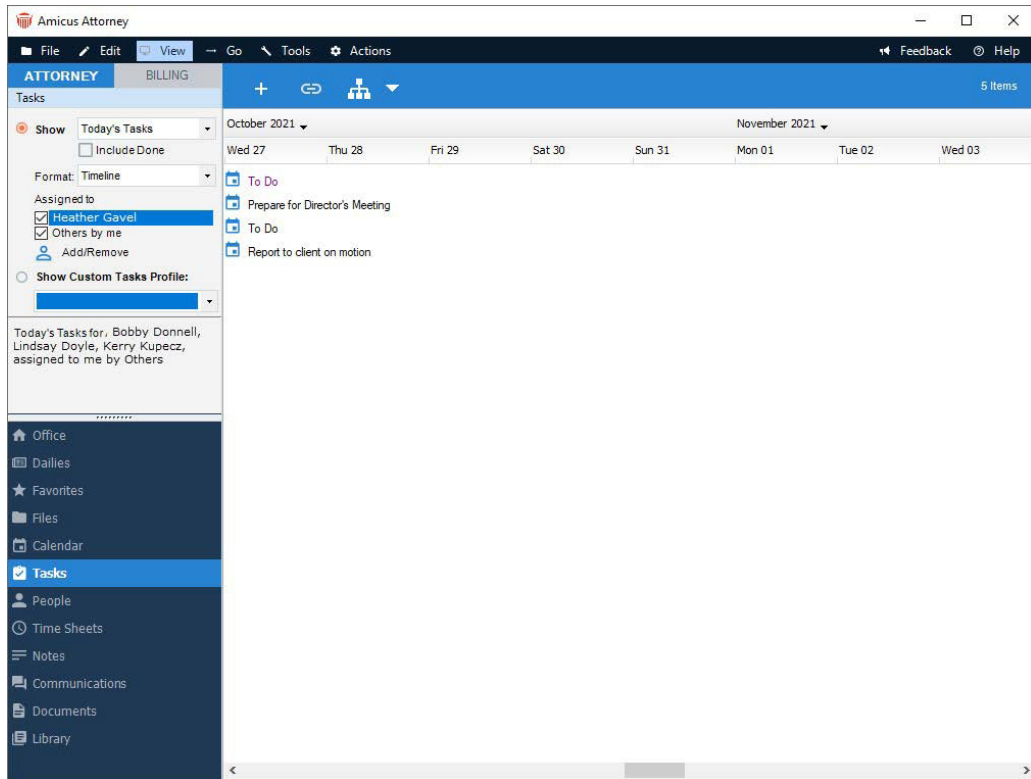 Amicus Attorney
File Edit View Go Tools Actions Feedback Help
ATTORNEY BILLING
Tasks
5 Items
Show Today's Tasks
Include Done
Format: Timeline
Assigned to
Heather Gavel
Others by me
Add/Remove
Show Custom Tasks Profile:
Today's Tasks for, Bobby Donnell,
Lindsay Doyle, Kerry Kupecz,
assigned to me by Others
Office
Dailies
Favorites
Files
Calendar
Tasks
People
Time Sheets
Notes
Communications
Documents
Library
October 2021 November 2021
Wed 27 Thu 28 Fri 29 Sat 30 Sun 31 Mon 01 Tue 02 Wed 03
To Do
Prepare for Director's Meeting
To Do
Report to client on motion